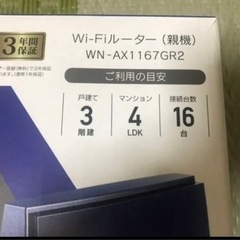 3年間
保証
Wi-Fiルーター（親機）
WN-AX1167GR2
ご利用の目安
戸建て マンション 接続台数
3 4 16
階建 LDK 台